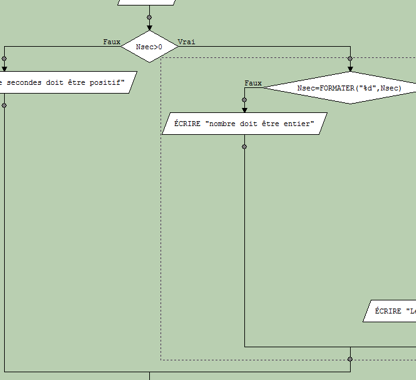 Nsec>0
Faux
Vrai
secondes doit être positif"
Nsec=FORMATER("%d",Nsec)
Faux
ÉCRIRE "nombre doit être entier"
ÉCRIRE